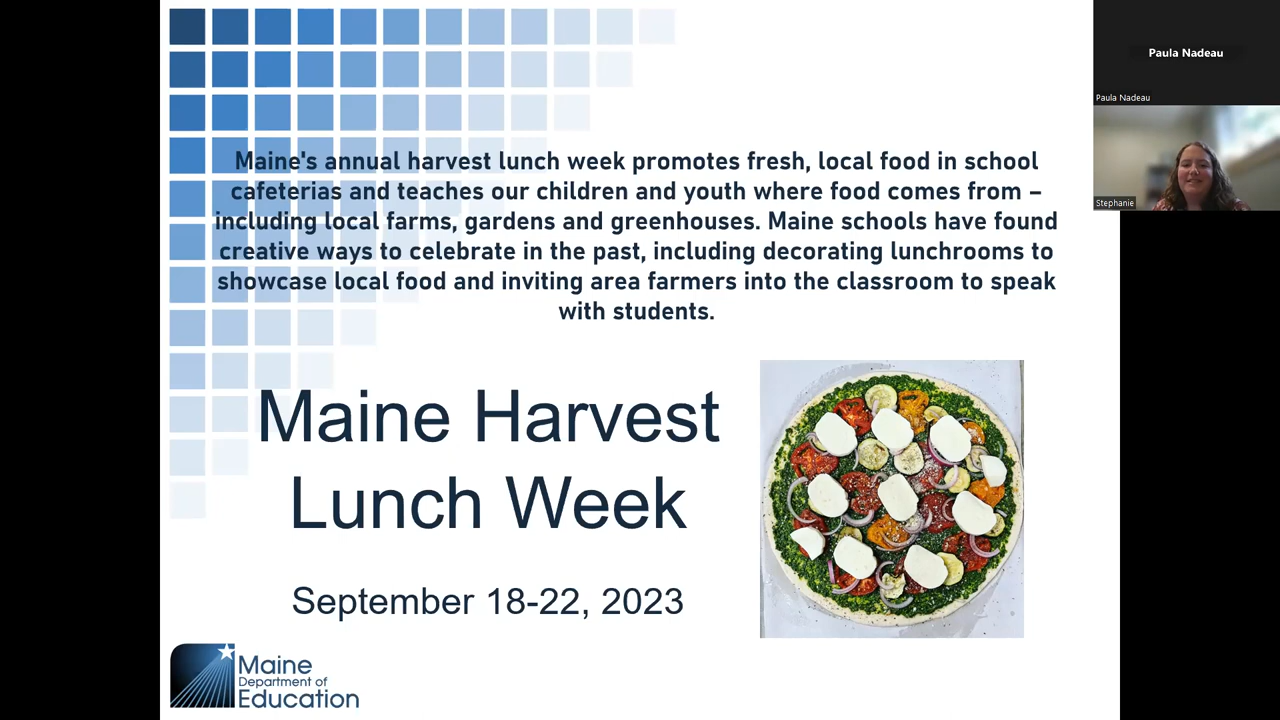 Maine's annual harvest lunch week promotes fresh, local food in school
cafeterias and teaches our children and youth where food comes from –
including local farms, gardens and greenhouses. Maine schools have found
creative ways to celebrate in the past, including decorating lunchrooms to
showcase local food and inviting area farmers into the classroom to speak
with students.
Maine Harvest
Lunch Week
September 18-22, 2023
Maine
Department of
Education
Paula Nadeau
Paula Nadeau
Stephanie